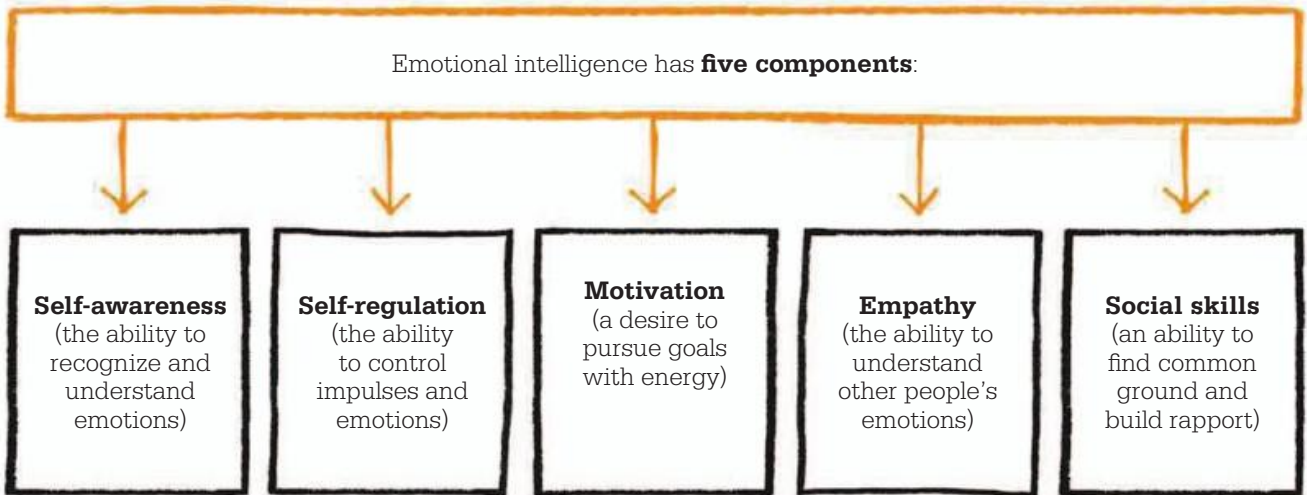 Emotional intelligence has five components:
Self-awareness
(the ability to
recognize and
understand
emotions)
Self-regulation
(the ability
to control
impulses and
emotions)
Motivation
(a desire to
pursue goals
with energy)
Empathy
(the ability to
understand
other people’s
emotions)
Social skills
(an ability to
find common
ground and
build rapport)